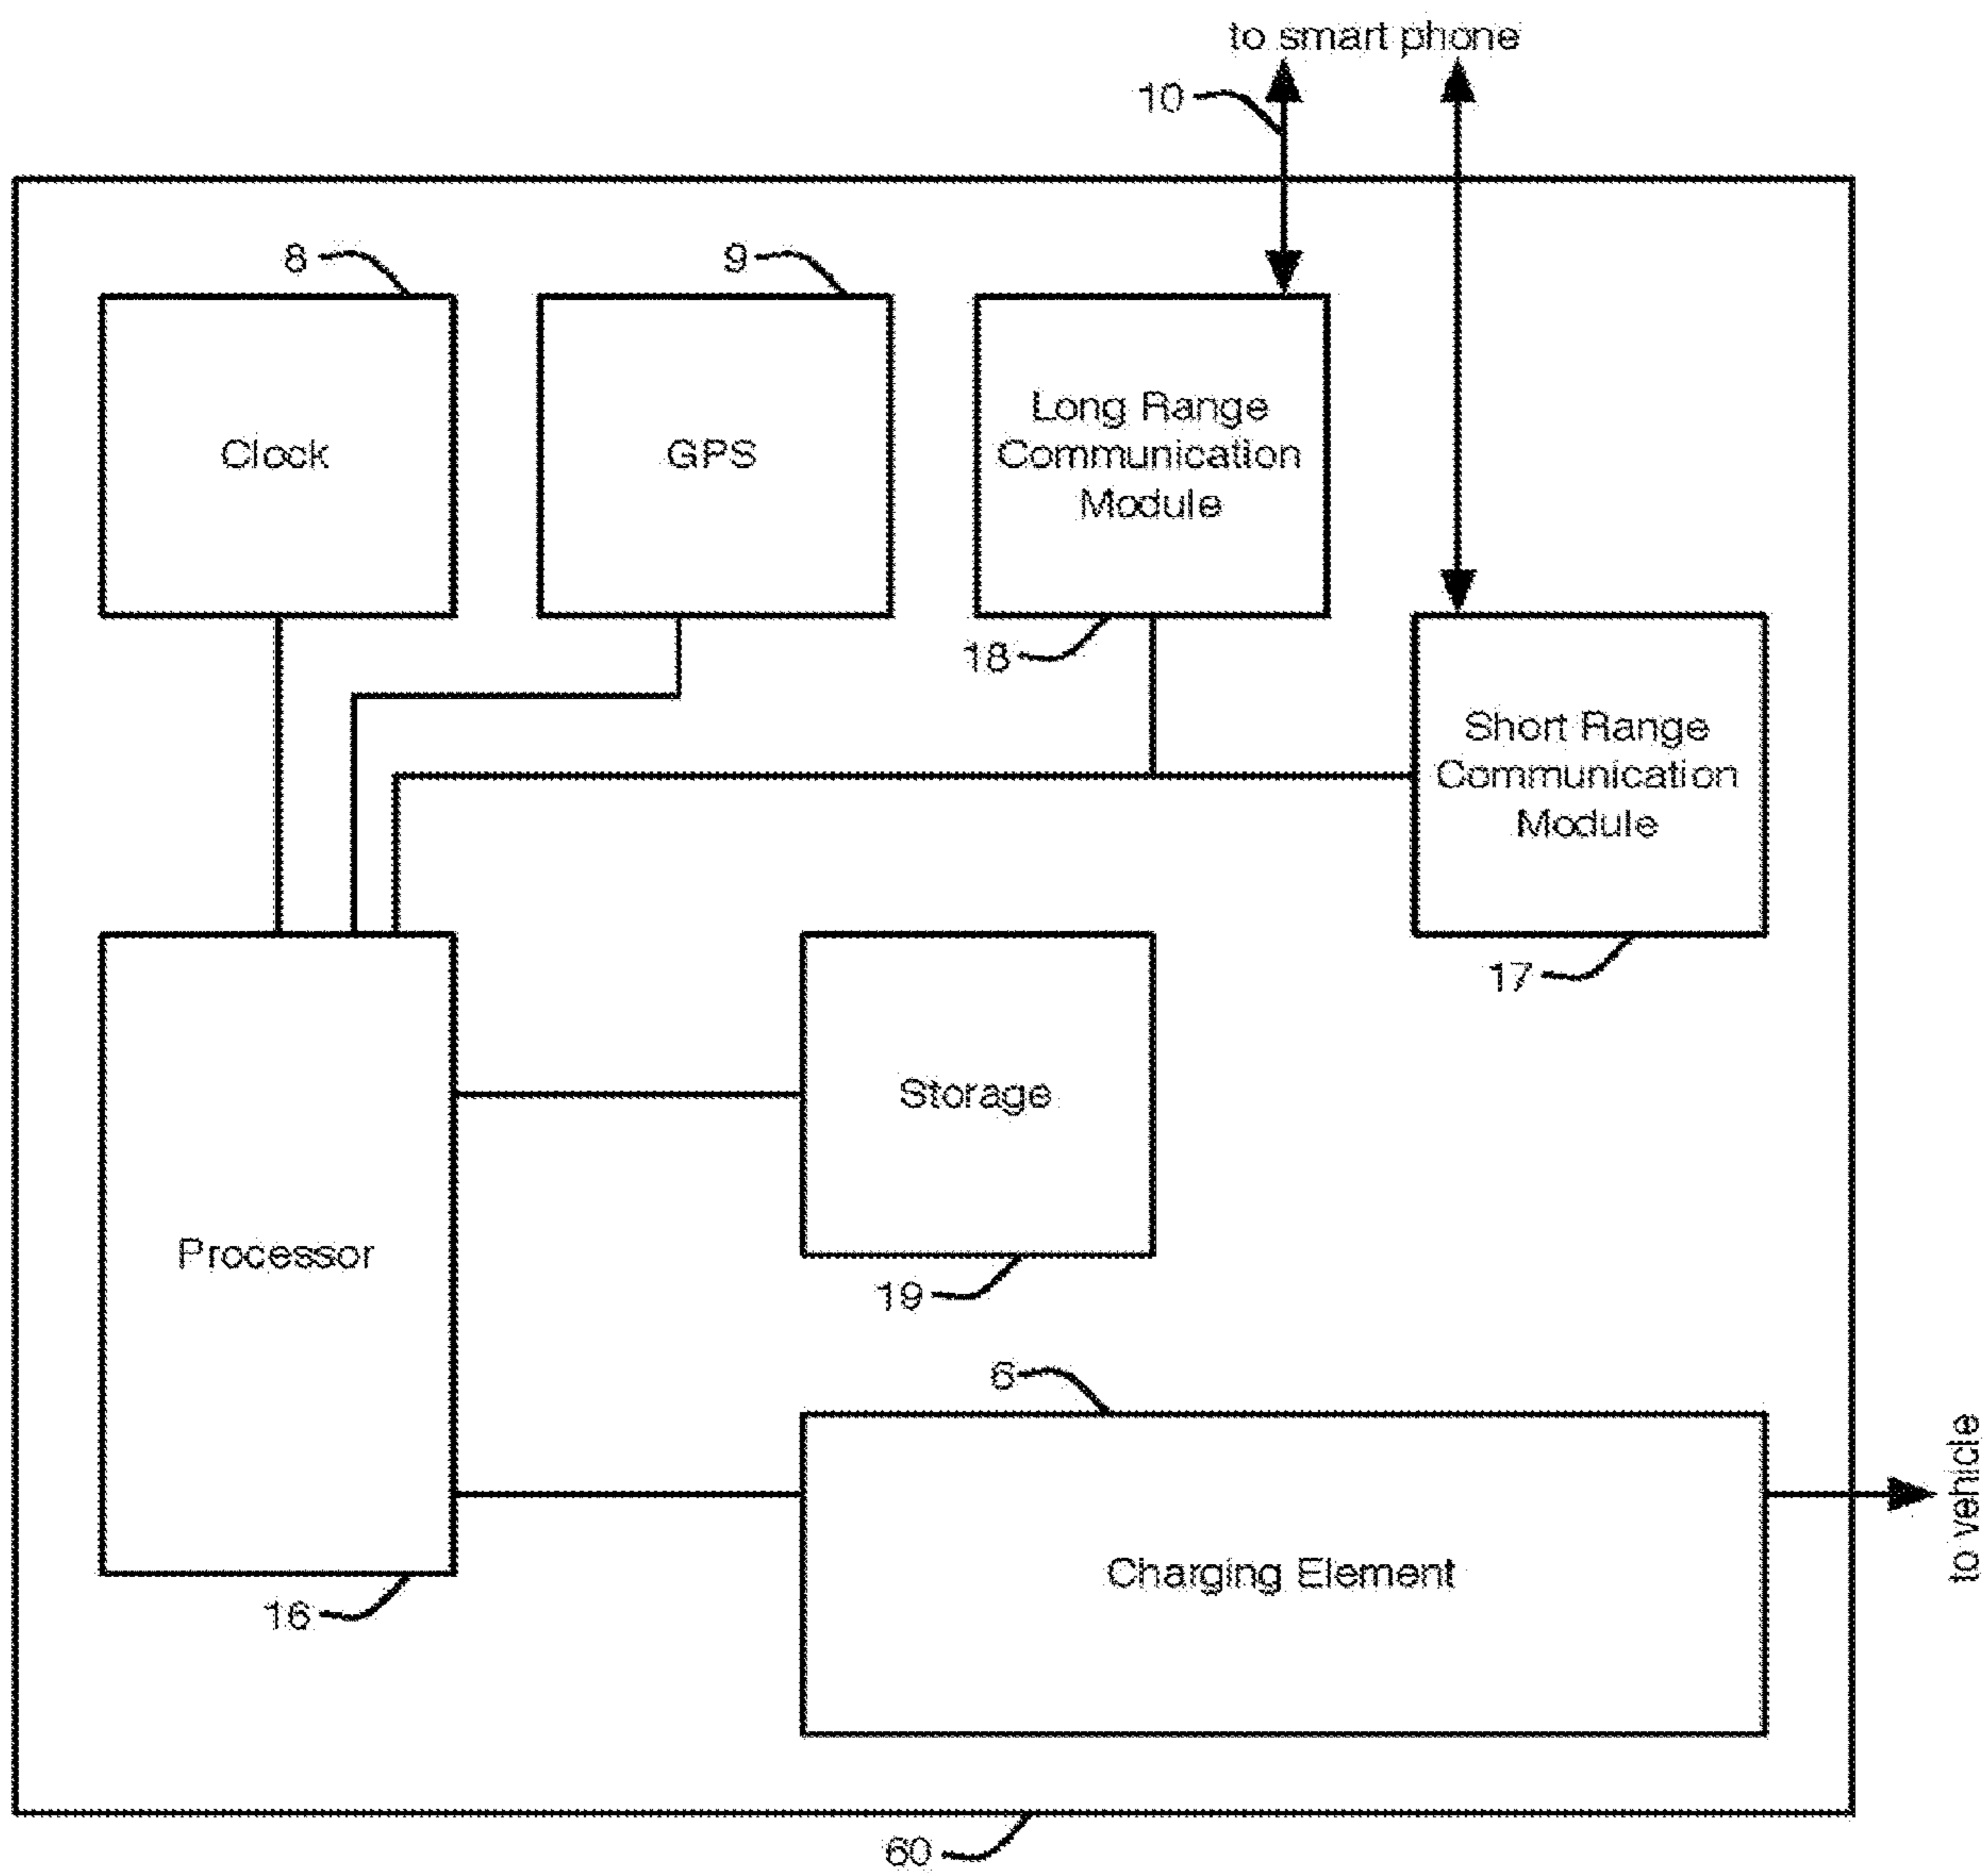 to smart phone
10
8
9
Clock
GPS
Long Range
Communication
Module
18
Short Range
Communication
Module
17
Storage
19
Processor
16
6
Charging Element
to vehicle
60